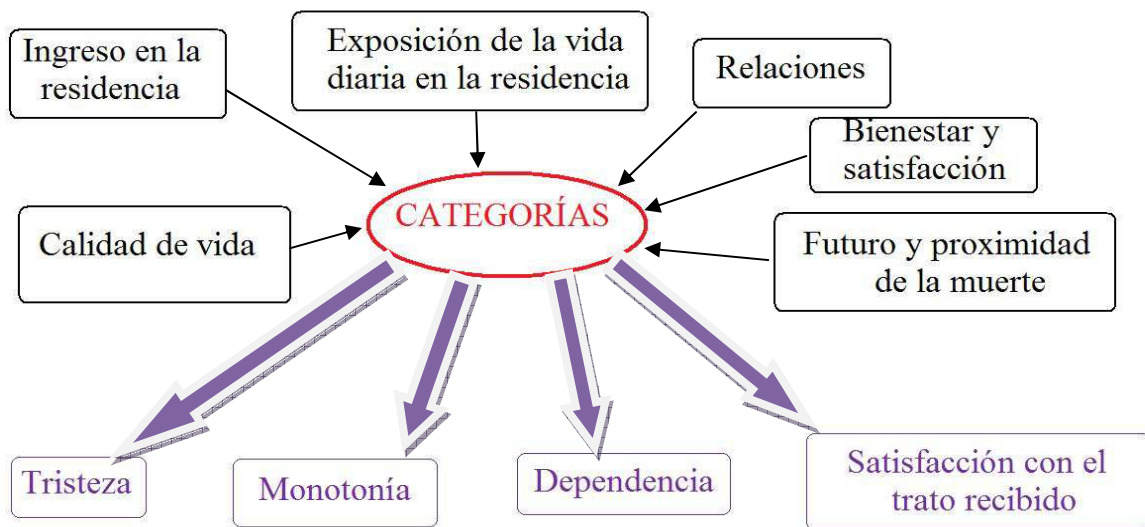 Ingreso en la
residencia
Exposición de la vida
diaria en la residencia
Relaciones
Bienestar y
satisfacción
CATEGORÍAS
Calidad de vida
Futuro y proximidad
de la muerte
Tristeza
Monotonía
Dependencia
Satisfacción con el
trato recibido